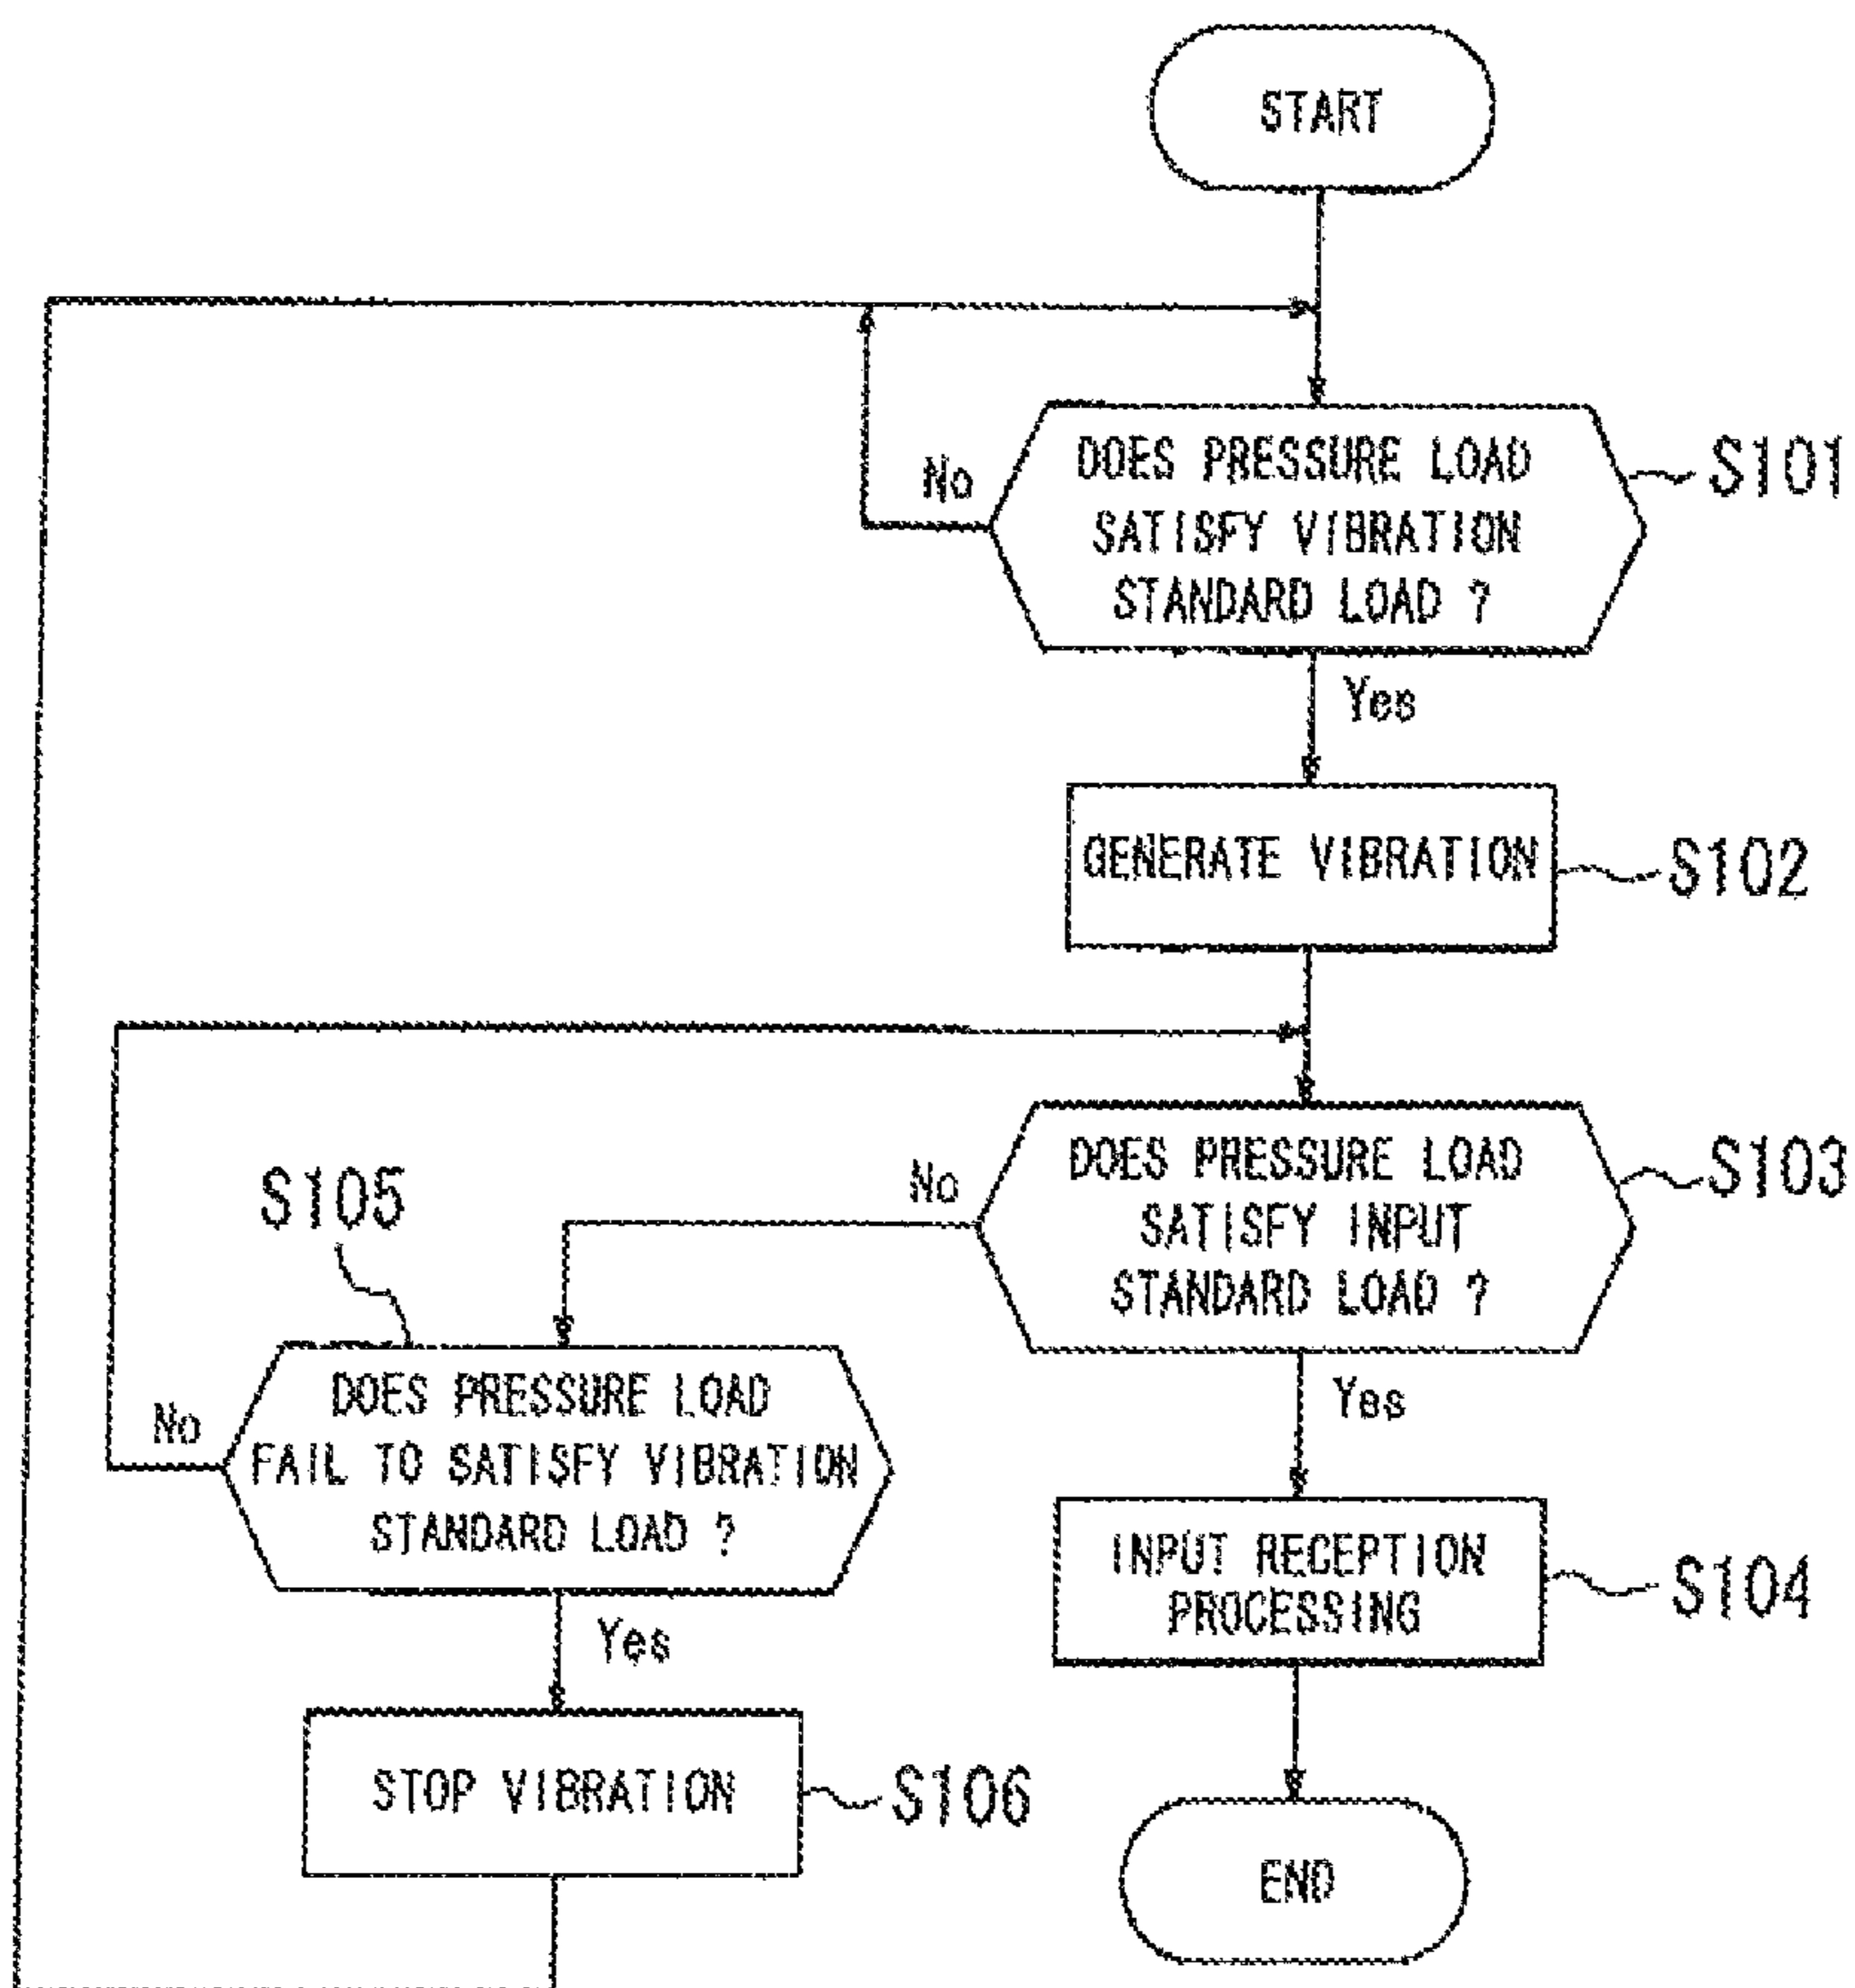 START
DOES PRESSURE LOAD
SATISFY VIBRATION
STANDARD LOAD ?
S101
No
Yes
GENERATE VIBRATION
S102
DOES PRESSURE LOAD
SATISFY INPUT
STANDARD LOAD ?
S103
No
Yes
S105
DOES PRESSURE LOAD
FAIL TO SATISFY VIBRATION
STANDARD LOAD ?
No
Yes
INPUT RECEPTION
PROCESSING
S104
STOP VIBRATION
S106
END